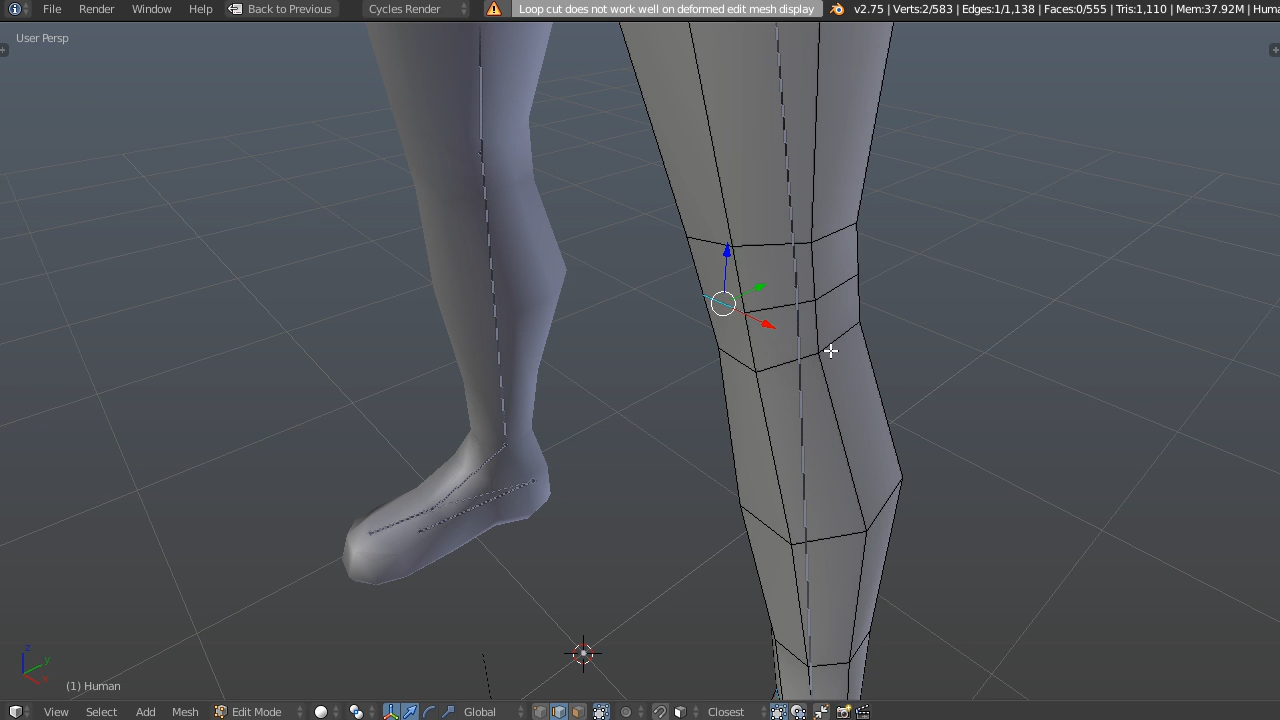 File Render Window Help Back to Previous Cycles Render Loop cut does not work well on deformed edit mesh display v2.75 | Verts:2/583 | Edges:1/1,138 | Faces:0/555 | Tris:1,110 | Mem:37.92M | Huma
User Persp
z
y
x
(1) Human
View Select Add Mesh Edit Mode Global Closest